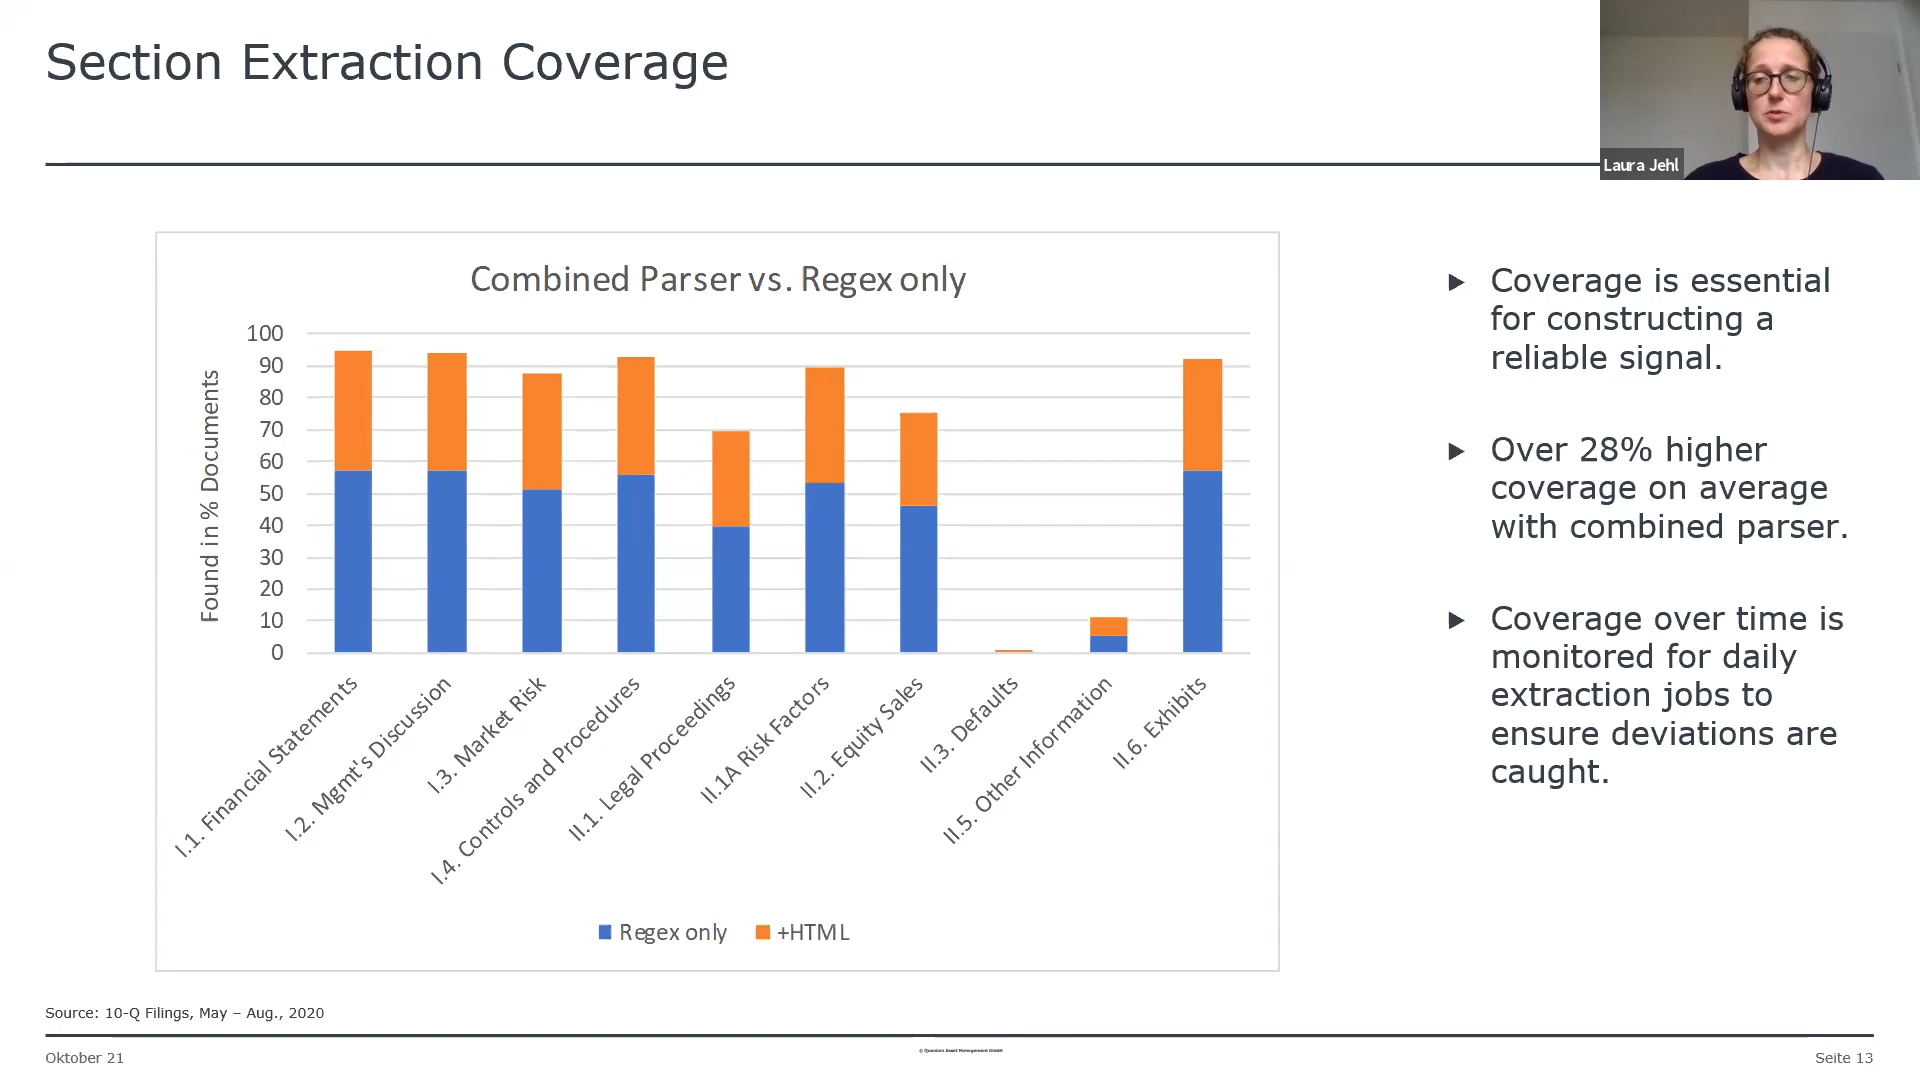 Section Extraction Coverage
Laura Jehl
Combined Parser vs. Regex only
Found in % Documents
100
90
80
70
60
50
40
30
20
10
0
I.1. Financial Statements
I.2. Mgmt's Discussion
I.3. Market Risk
I.4. Controls and Procedures
II.1. Legal Proceedings
II.1A Risk Factors
II.2. Equity Sales
II.3. Defaults
II.5. Other Information
II.6. Exhibits
Regex only
+HTML
Coverage is essential
for constructing a
reliable signal.
Over 28% higher
coverage on average
with combined parser.
Coverage over time is
monitored for daily
extraction jobs to
ensure deviations are
caught.
Source: 10-Q Filings, May – Aug., 2020
Oktober 21
© Quoniam Asset Management GmbH
Seite 13